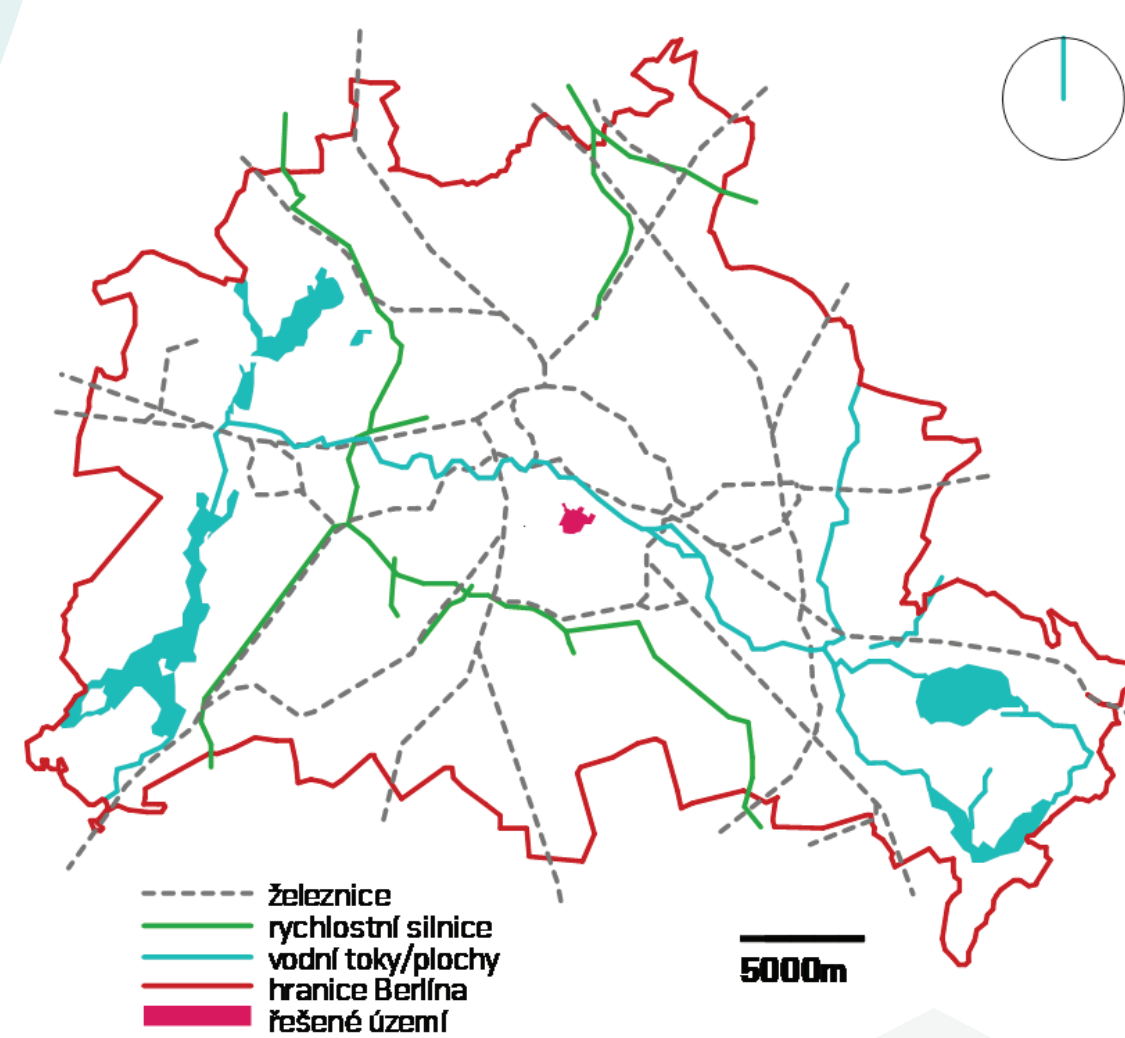 železnice
rychlostní silnice
vodní toky/plochy
hranice Berlína
řešené území
5000m